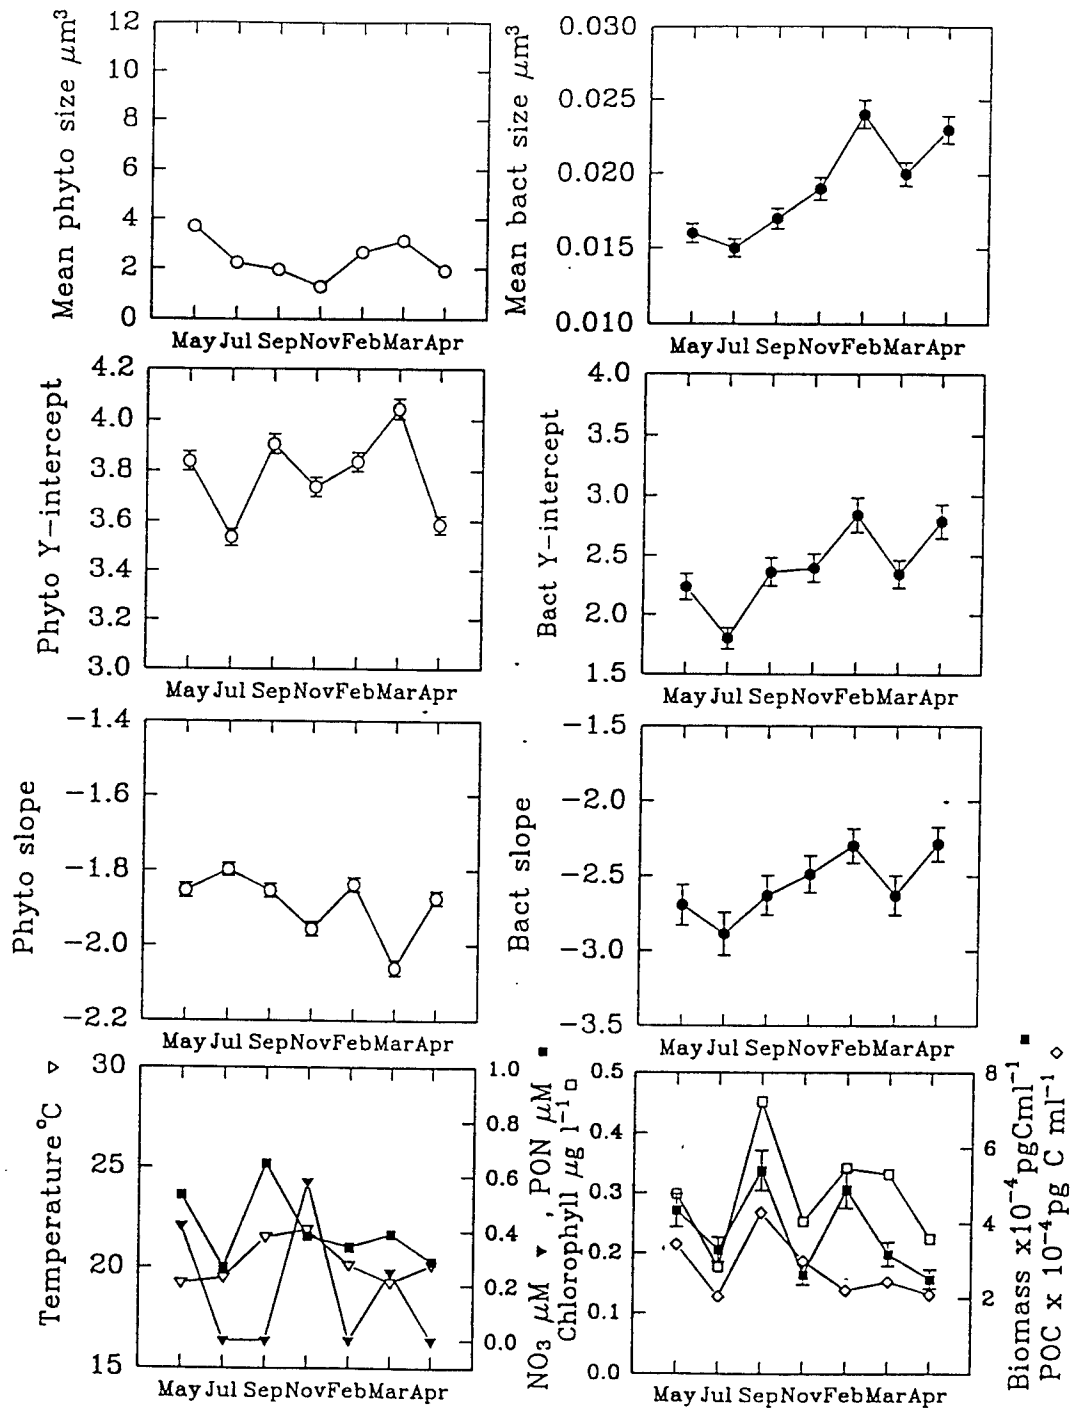 Mean phyto size μm³
12
10
8
6
4
2
0
May Jul Sep Nov Feb Mar Apr
Mean bact size μm³
0.030
0.025
0.020
0.015
0.010
May Jul Sep Nov Feb Mar Apr
Phyto Y-intercept
4.2
4.0
3.8
3.6
3.4
3.2
3.0
May Jul Sep Nov Feb Mar Apr
Bact Y-intercept
4.0
3.5
3.0
2.5
2.0
1.5
May Jul Sep Nov Feb Mar Apr
Phyto slope
-1.4
-1.6
-1.8
-2.0
-2.2
May Jul Sep Nov Feb Mar Apr
Bact slope
-1.5
-2.0
-2.5
-3.0
-3.5
May Jul Sep Nov Feb Mar Apr
Temperature°C ▽
30
25
20
15
1.0
0.8
0.6
0.4
0.2
0.0
NO₃ μM ▼, PON μM ■
May Jul Sep Nov Feb Mar Apr
Chlorophyll μg l⁻¹ □
0.5
0.4
0.3
0.2
0.1
0.0
8
6
4
2
Biomass x10⁻⁴pgCml⁻¹ ■
POC x 10⁻⁴pg C ml⁻¹ ◇
May Jul Sep Nov Feb Mar Apr